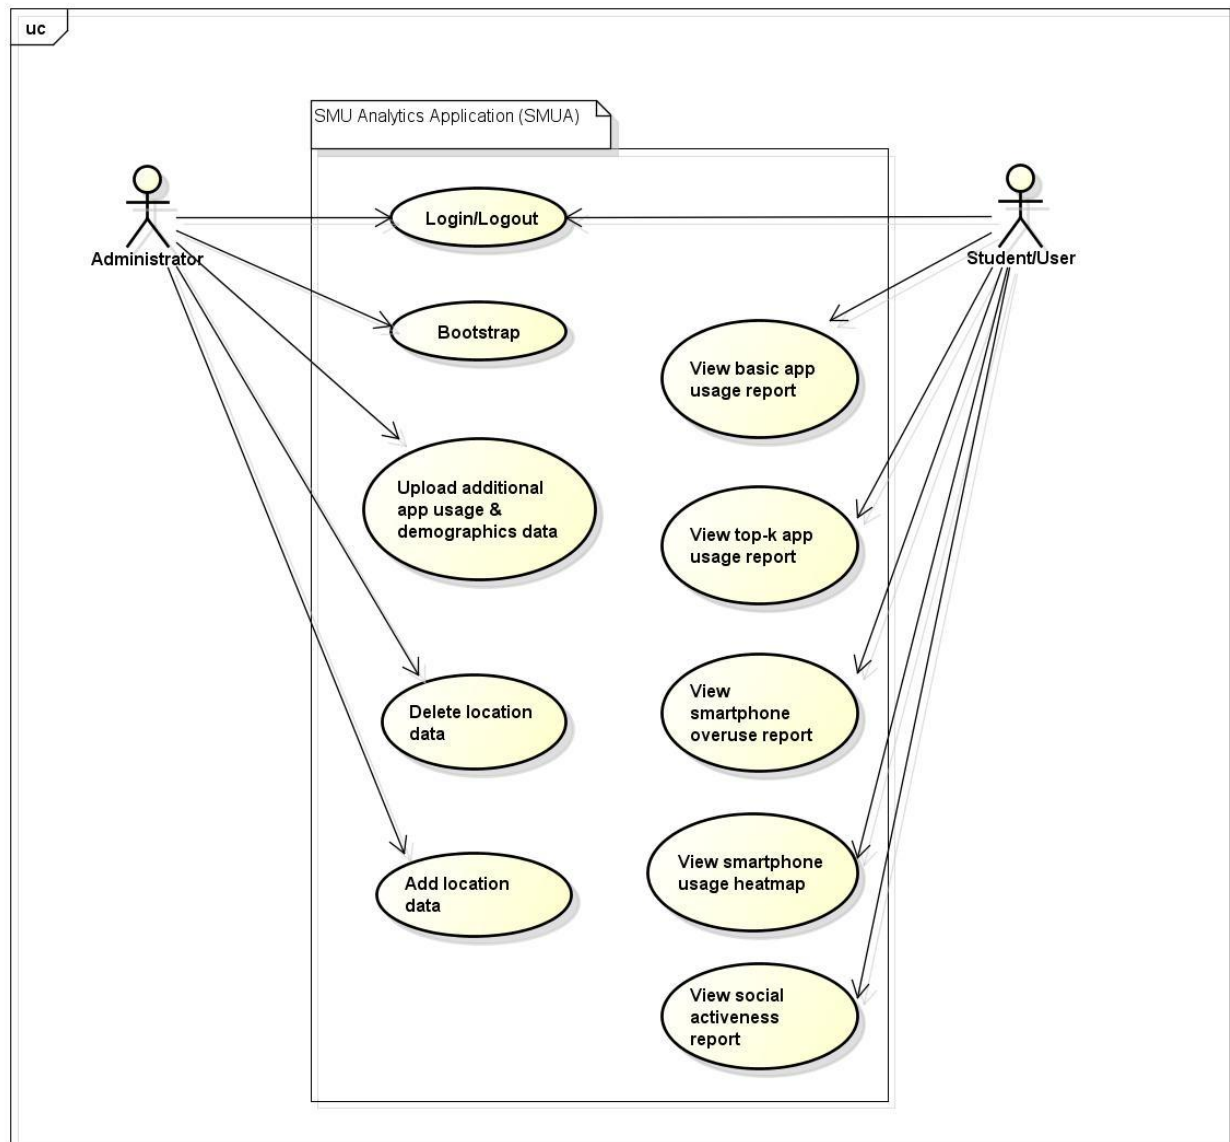 uc
SMU Analytics Application (SMUA)
Administrator
Student/User
Login/Logout
Bootstrap
Upload additional
app usage &
demographics data
Delete location
data
Add location
data
View basic app
usage report
View top-k app
usage report
View
smartphone
overuse report
View smartphone
usage heatmap
View social
activeness
report